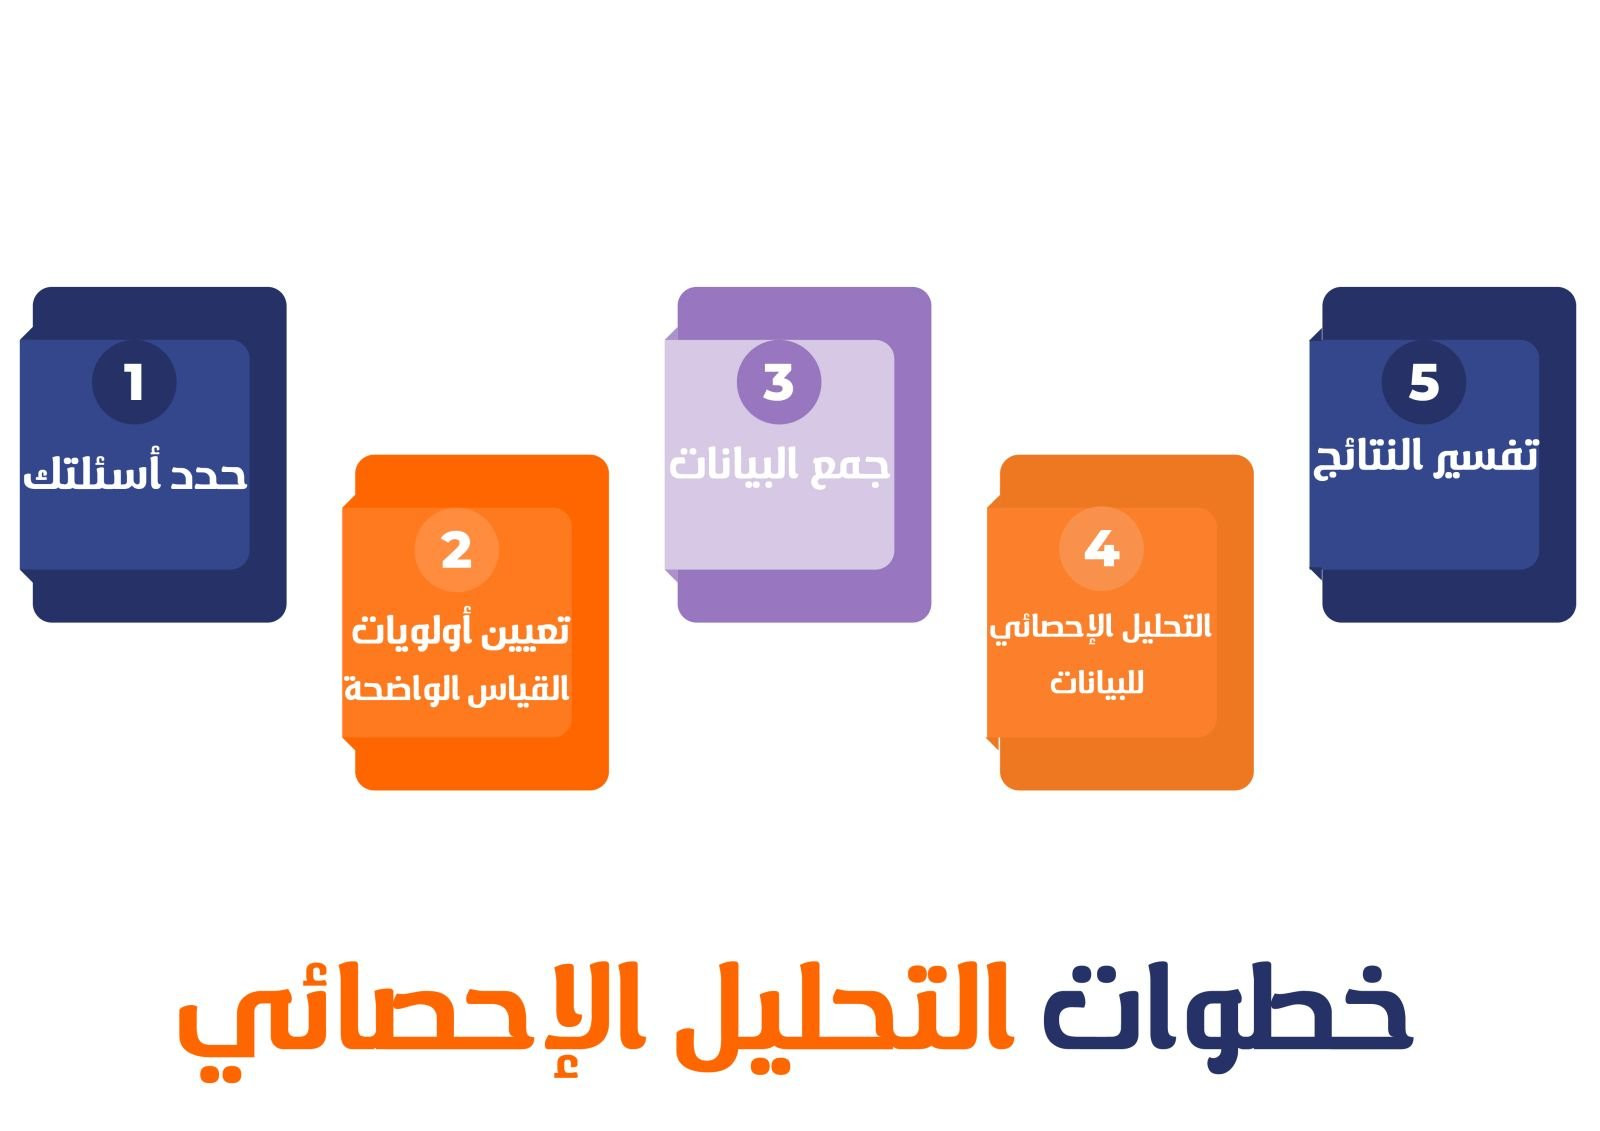 1
حدد أسئلتك
2
تعيين أولويات
القياس الواضحة
3
جمع البيانات
4
التحليل الإحصائي
للبيانات
5
تفسير النتائج
خطوات التحليل الإحصائي